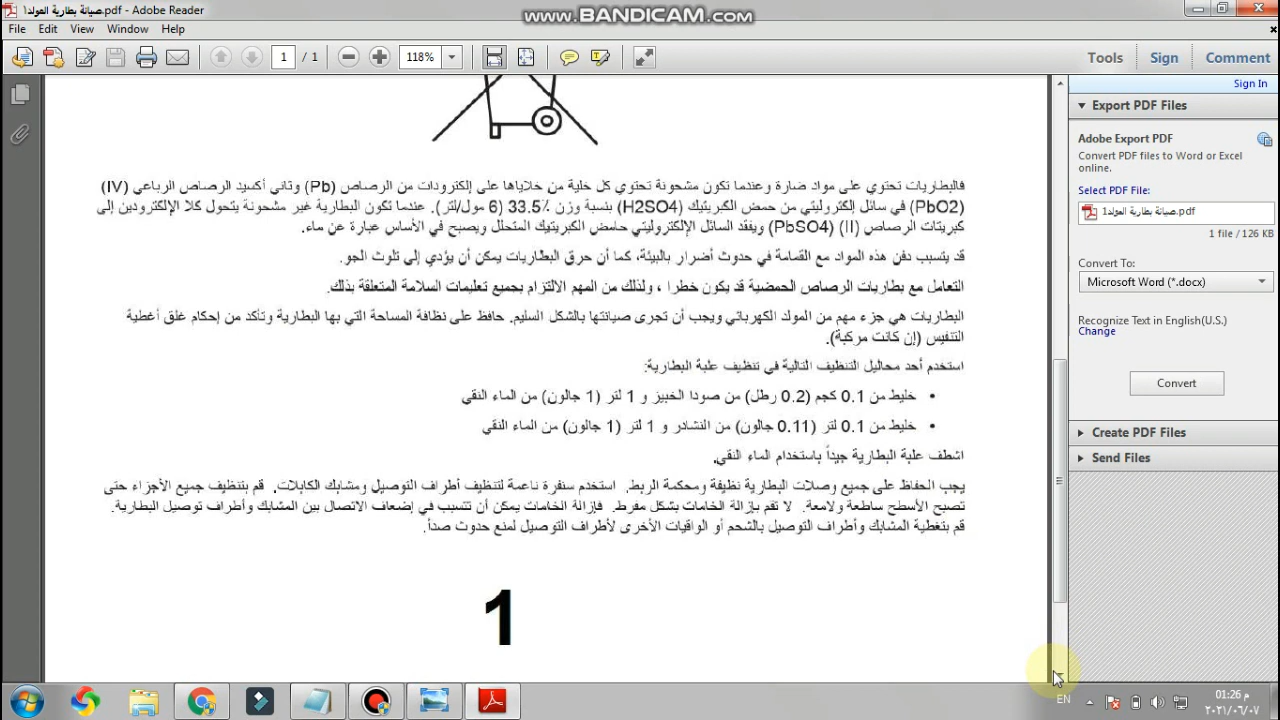 صيانة بطارية المولد1.pdf - Adobe Reader
www.BANDICAM.com
File Edit View Window Help
1 / 1 118% Tools Sign Comment
Sign In
Export PDF Files
Adobe Export PDF
Convert PDF files to Word or Excel
online.
Select PDF File:
صيانة بطارية المولد1.pdf
1 file / 126 KB
Convert To:
Microsoft Word (*.docx)
Recognize Text in English(U.S.)
Change
Convert
Create PDF Files
Send Files
فالبطاريات تحتوي على مواد ضارة وعندما تكون مشحونة تحتوي كل خلية من خلاياها على إلكترودات من الرصاص (Pb) وثاني أكسيد الرصاص الرباعي (IV)
(PbO2) في سائل إلكتروليتي من حمض الكبريتيك (H2SO4) بنسبة وزن 33.5٪ (6 مول/لتر). عندما تكون البطارية غير مشحونة يتحول كلا الإلكترودين إلى
كبريتات الرصاص (II) (PbSO4) ويفقد السائل الإلكتروليتي حامض الكبريتيك المتحلل ويصبح في الأساس عبارة عن ماء.
قد يتسبب دفن هذه المواد مع القمامة في حدوث أضرار بالبيئة، كما أن حرق البطاريات يمكن أن يؤدي إلى تلوث الجو.
التعامل مع بطاريات الرصاص الحمضية قد يكون خطرا ، ولذلك من المهم الالتزام بجميع تعليمات السلامة المتعلقة بذلك.
البطاريات هي جزء مهم من المولد الكهربائي ويجب أن تجرى صيانتها بالشكل السليم. حافظ على نظافة المساحة التي بها البطارية وتأكد من إحكام غلق أغطية
التنفيس (إن كانت مركبة).
استخدم أحد محاليل التنظيف التالية في تنظيف علبة البطارية:
• خليط من 0.1 كجم (0.2 رطل) من صودا الخبيز و 1 لتر (1 جالون) من الماء النقي
• خليط من 0.1 لتر (0.11 جالون) من النشادر و 1 لتر (1 جالون) من الماء النقي
اشطف علبة البطارية جيداً باستخدام الماء النقي.
يجب الحفاظ على جميع وصلات البطارية نظيفة ومحكمة الربط. استخدم سنفرة ناعمة لتنظيف أطراف التوصيل ومشابك الكابلات. قم بتنظيف جميع الأجزاء حتى
تصبح الأسطح ساطعة ولامعة. لا تقم بإزالة الخامات بشكل مفرط. فإزالة الخامات يمكن أن تتسبب في إضعاف الاتصال بين المشابك وأطراف توصيل البطارية.
قم بتغطية المشابك وأطراف التوصيل بالشحم أو الواقيات الأخرى لأطراف التوصيل لمنع حدوث صدأ.
1
EN
01:26 م
٢٠٢١/٠٦/٠٧